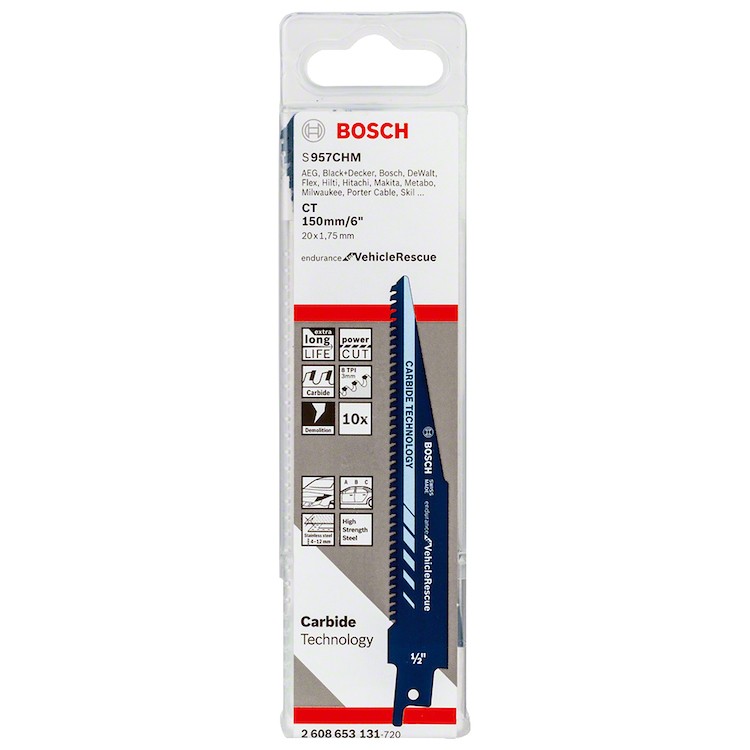 BOSCH
S 957CHM
AEG, Black+Decker, Bosch, DeWalt,
Flex, Hilti, Hitachi, Makita, Metabo,
Milwaukee, Porter Cable, Skil ...
CT
150mm/6"
20 x 1,75 mm
endurance for VehicleRescue
extra
long
LIFE
power
CUT
Carbide
8 TPI
3mm
Demolition
10x
A B C
Stainless steel
4-12 mm
High
Strength
Steel
Carbide
Technology
CARBIDE TECHNOLOGY
BOSCH
SWISS
MADE
endurance for VehicleRescue
1/2"
2 608 653 131-720